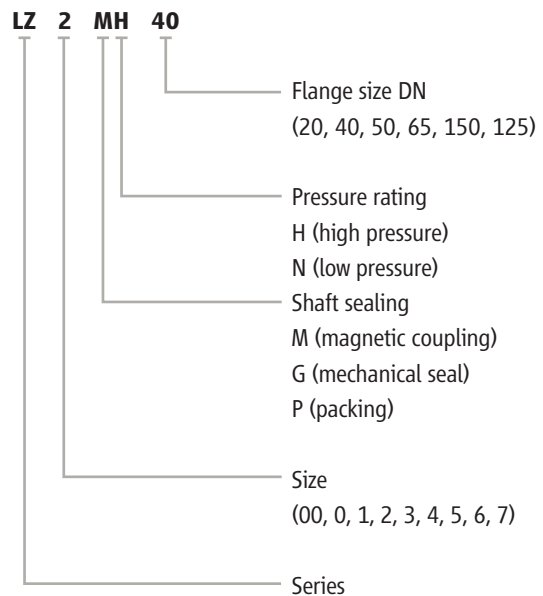 LZ 2 MH 40
Flange size DN
(20, 40, 50, 65, 150, 125)
Pressure rating
H (high pressure)
N (low pressure)
Shaft sealing
M (magnetic coupling)
G (mechanical seal)
P (packing)
Size
(00, 0, 1, 2, 3, 4, 5, 6, 7)
Series